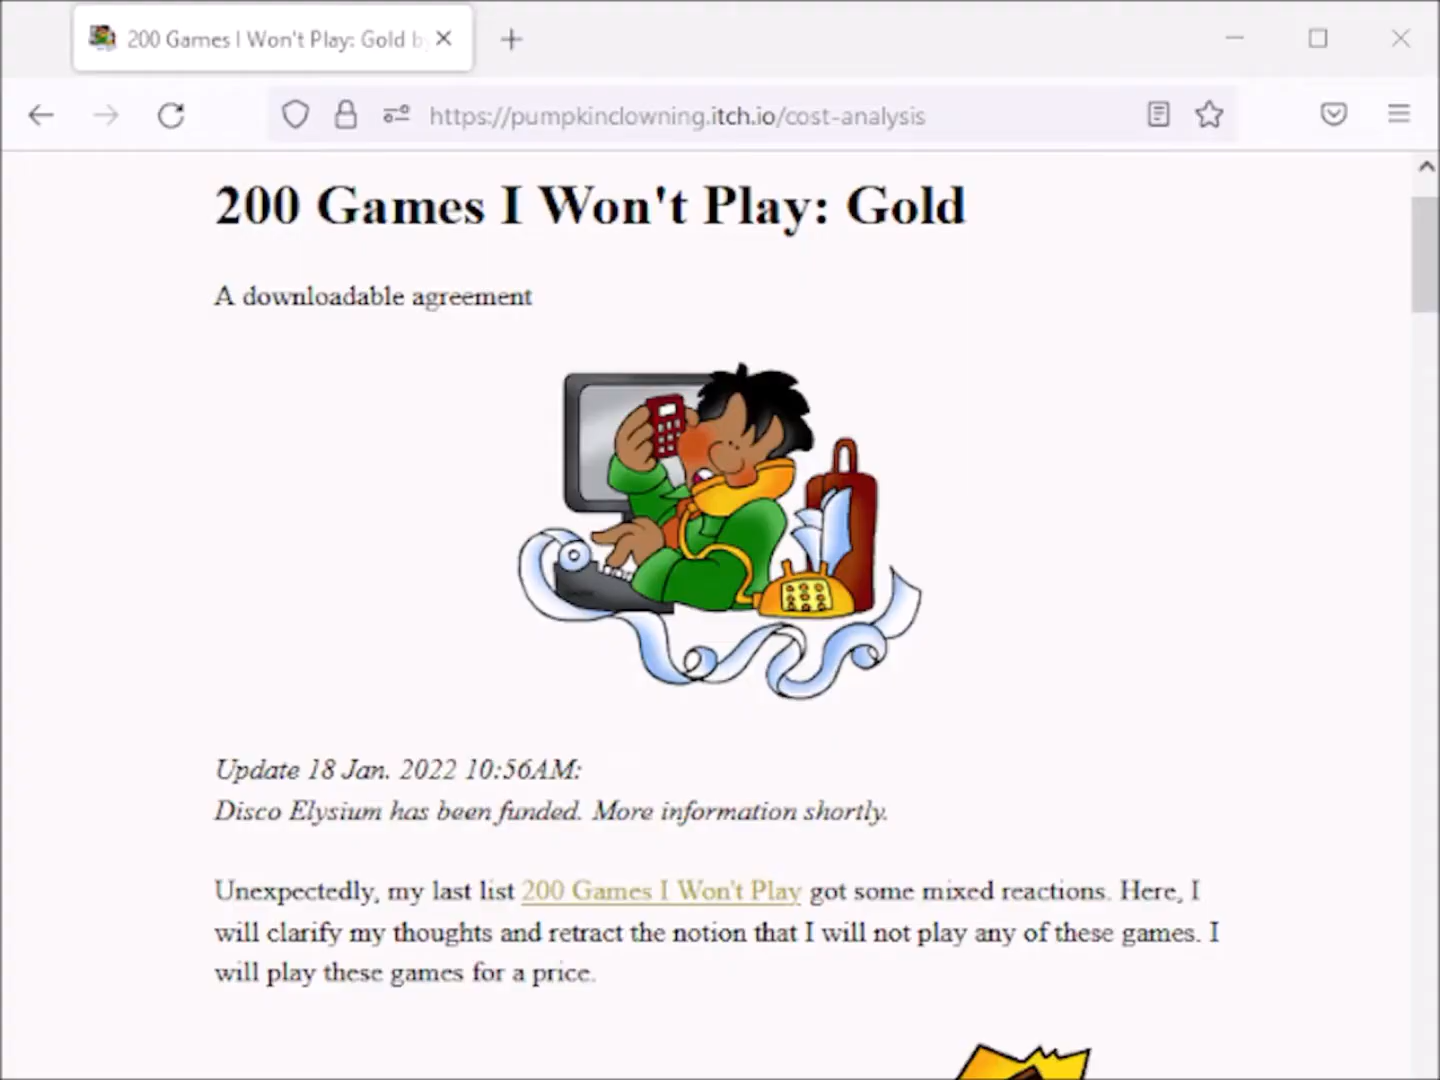 200 Games I Won't Play: Gold b
https://pumpkinclowning.itch.io/cost-analysis
200 Games I Won't Play: Gold
A downloadable agreement
Update 18 Jan. 2022 10:56AM:
Disco Elysium has been funded. More information shortly.
Unexpectedly, my last list 200 Games I Won't Play got some mixed reactions. Here, I
will clarify my thoughts and retract the notion that I will not play any of these games. I
will play these games for a price.